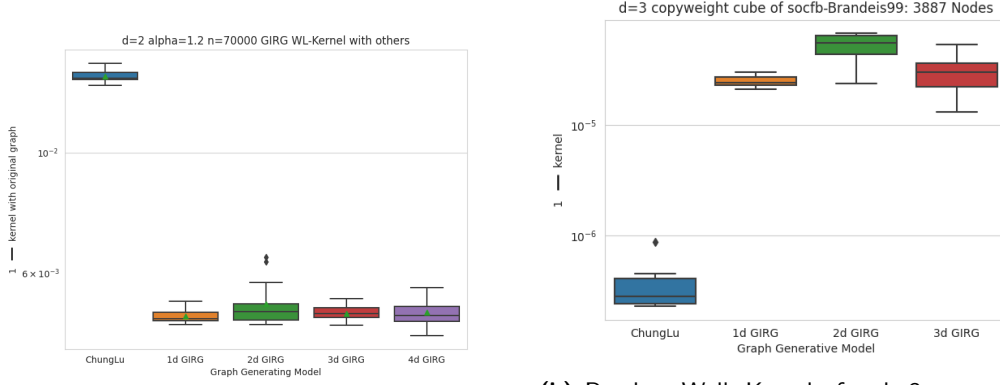 d=2 alpha=1.2 n=70000 GIRG WL-Kernel with others
1 — kernel with original graph
10⁻²
6 × 10⁻³
ChungLu 1d GIRG 2d GIRG 3d GIRG 4d GIRG
Graph Generating Model
d=3 copyweight cube of socfb-Brandeis99: 3887 Nodes
1 — kernel
10⁻⁵
10⁻⁶
ChungLu 1d GIRG 2d GIRG 3d GIRG
Graph Generative Model